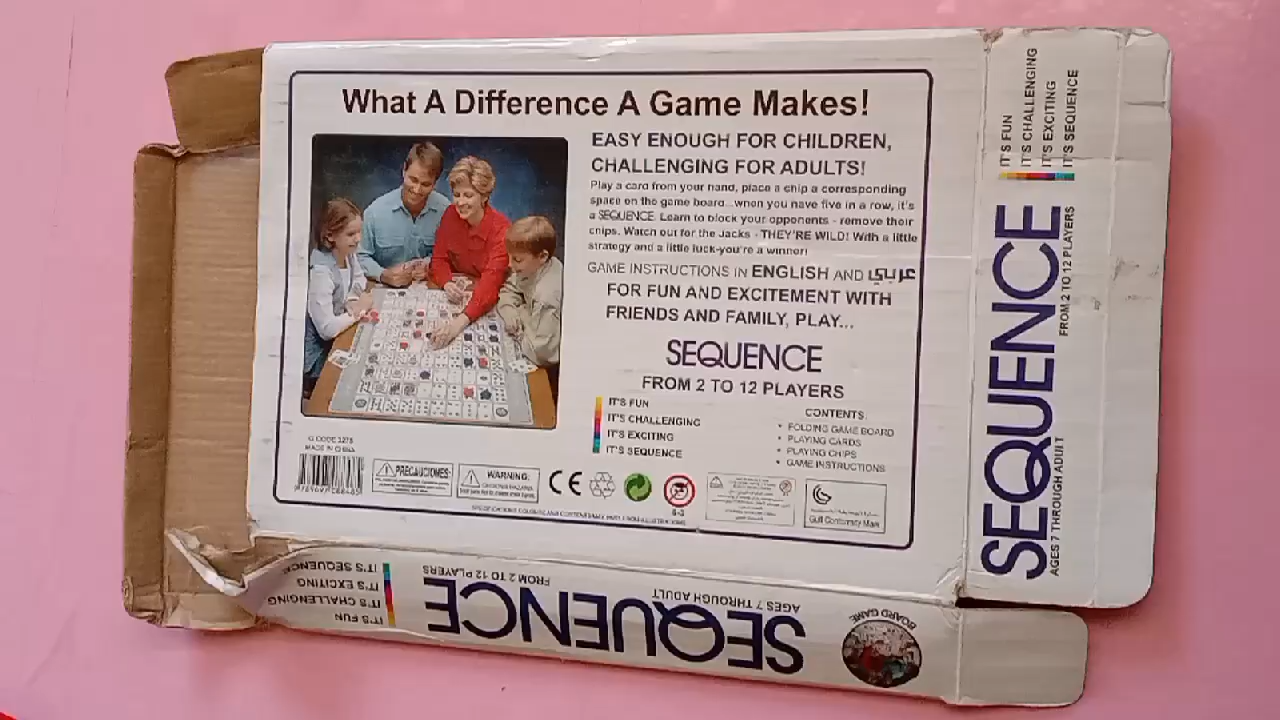 What A Difference A Game Makes!
EASY ENOUGH FOR CHILDREN,
CHALLENGING FOR ADULTS!
Play a card from your hand, place a chip a corresponding
space on the game board...when you have five in a row, it's
a SEQUENCE. Learn to block your opponents - remove their
chips. Watch out for the Jacks - THEY'RE WILD! With a little
strategy and a little luck-you're a winner!
GAME INSTRUCTIONS IN ENGLISH AND عربي
FOR FUN AND EXCITEMENT WITH
FRIENDS AND FAMILY, PLAY...
SEQUENCE
FROM 2 TO 12 PLAYERS
IT'S FUN
IT'S CHALLENGING
IT'S EXCITING
IT'S SEQUENCE
CONTENTS:
• FOLDING GAME BOARD
• PLAYING CARDS
• PLAYING CHIPS
• GAME INSTRUCTIONS
MADE IN CHINA
PRECAUCIONES:
WARNING:
CE
0-3
Gulf Conformity Mark
IT'S FUN
IT'S CHALLENGING
IT'S EXCITING
IT'S SEQUENCE
SEQUENCE
FROM 2 TO 12 PLAYERS
AGES 7 THROUGH ADULT
BOARD GAME
SEQUENCE
AGES 7 THROUGH ADULT
FROM 2 TO 12 PLAYERS
IT'S FUN
IT'S CHALLENGING
IT'S EXCITING
IT'S SEQUENCE